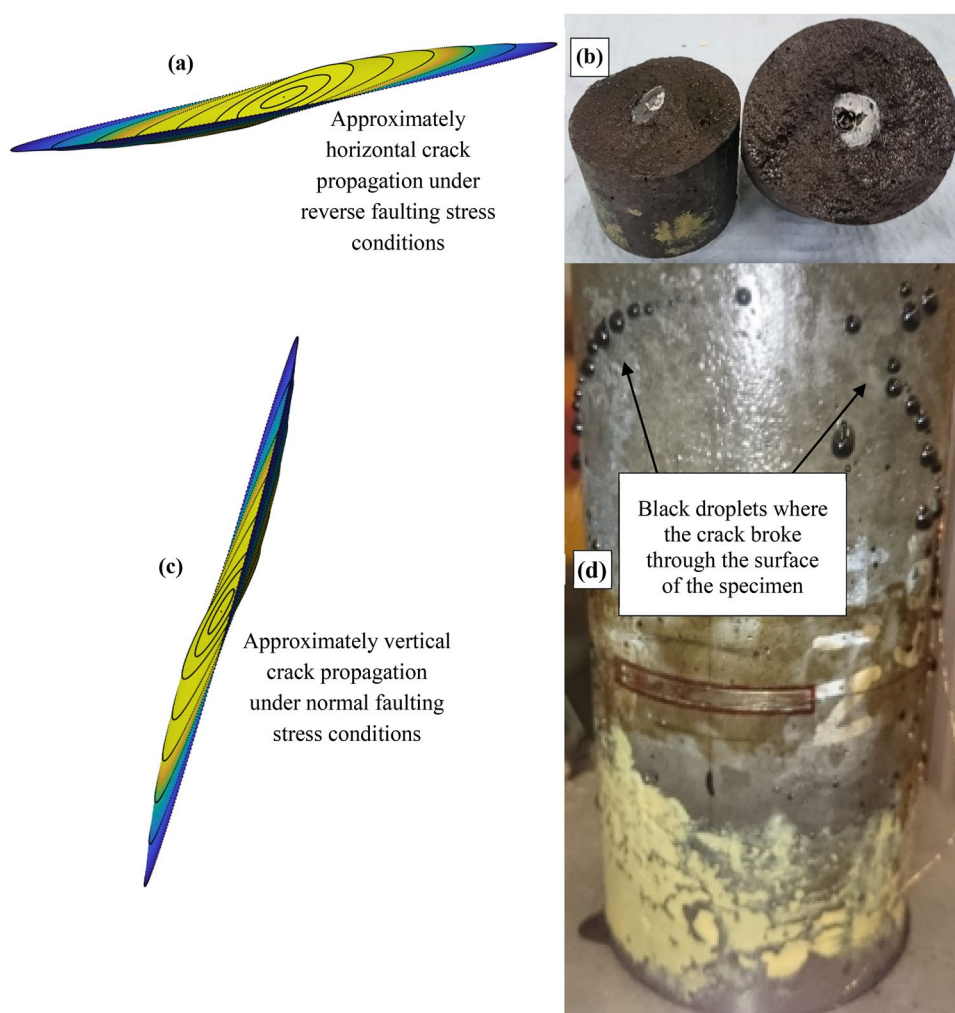 (a)
Approximately
horizontal crack
propagation under
reverse faulting stress
conditions
(b)
(c)
Approximately vertical
crack propagation
under normal faulting
stress conditions
(d)
Black droplets where
the crack broke
through the surface
of the specimen